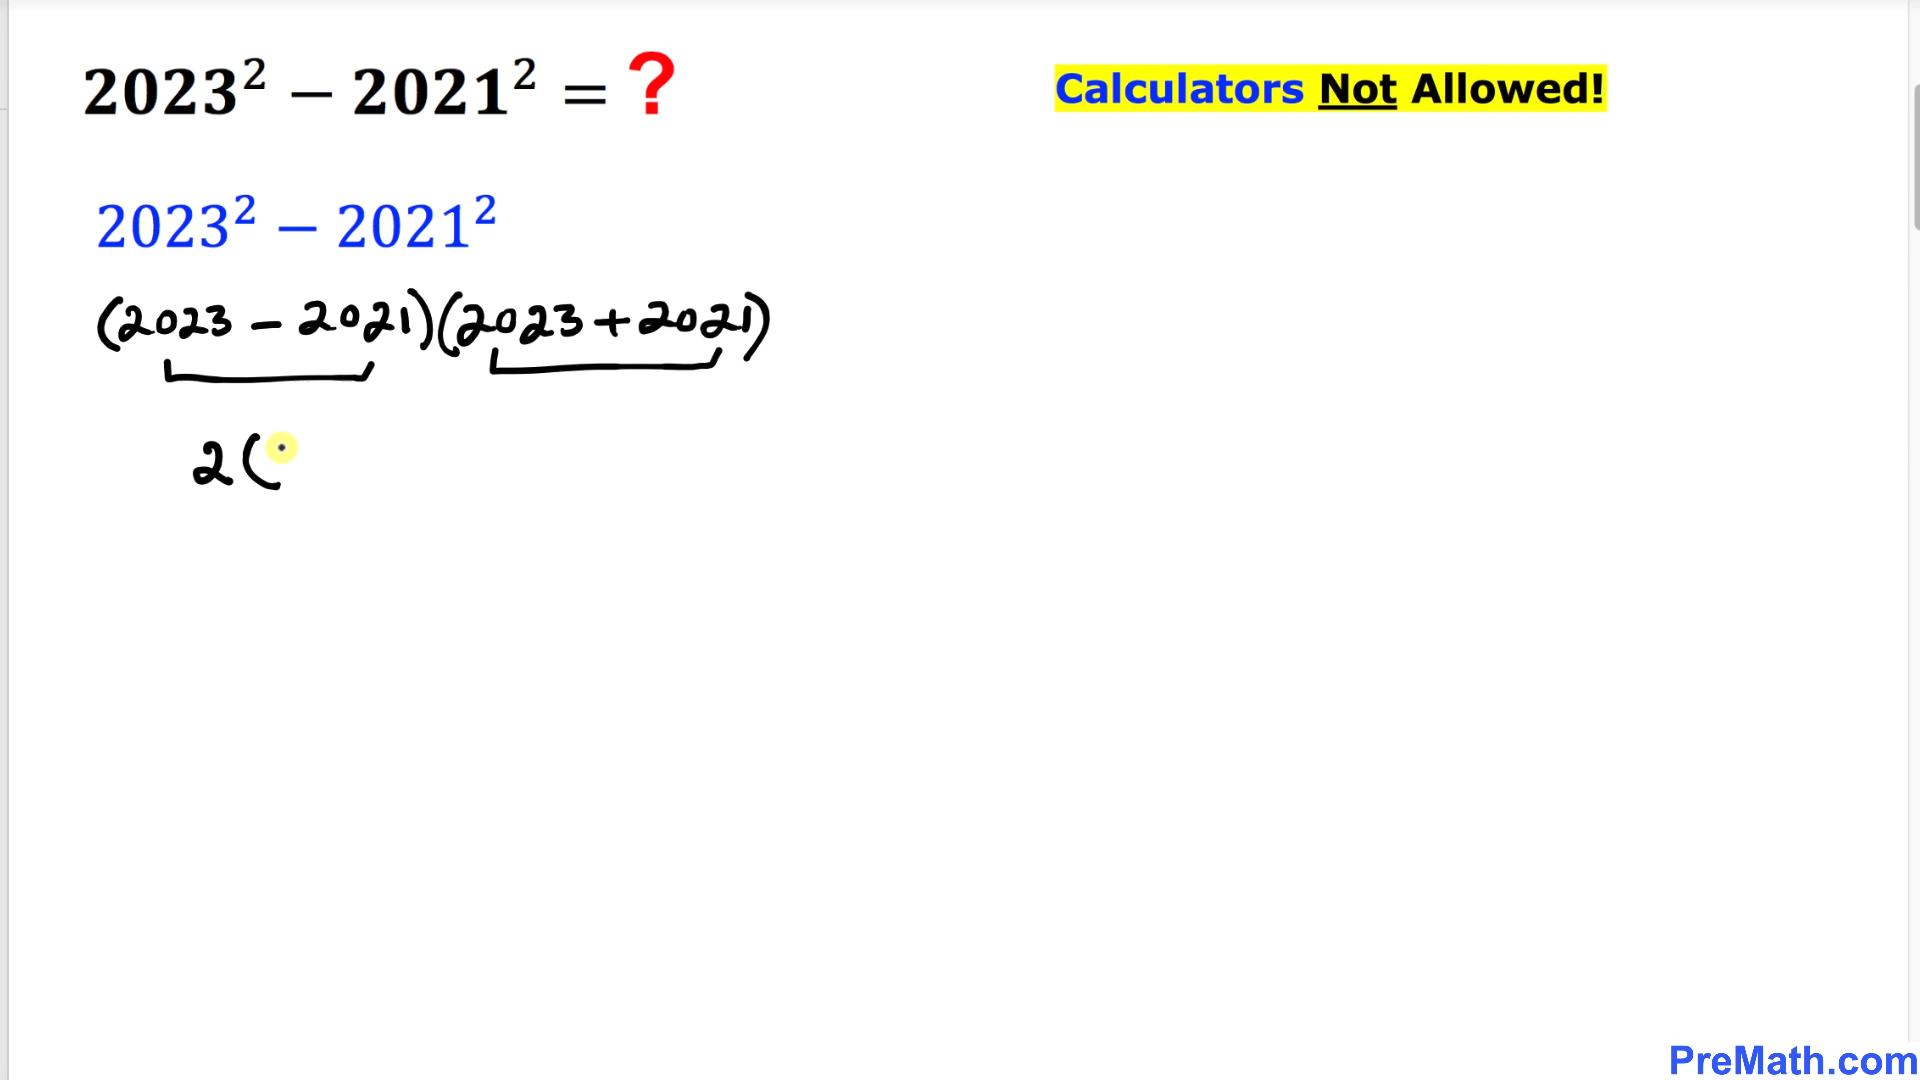 2023² − 2021² = ?
Calculators Not Allowed!
2023² − 2021²
(2023 − 2021)(2023 + 2021)
2(
PreMath.com